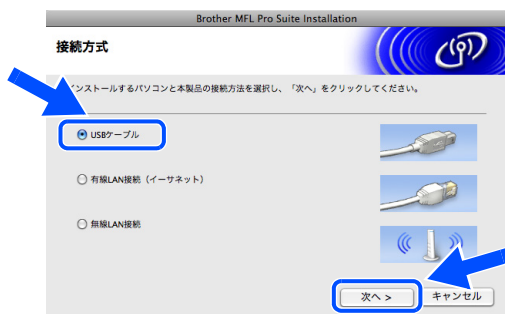 Brother MFL Pro Suite Installation
接続方式
インストールするパソコンと本製品の接続方法を選択し、「次へ」をクリックしてください。
USBケーブル
有線LAN接続（イーサネット）
無線LAN接続
次へ >
キャンセル